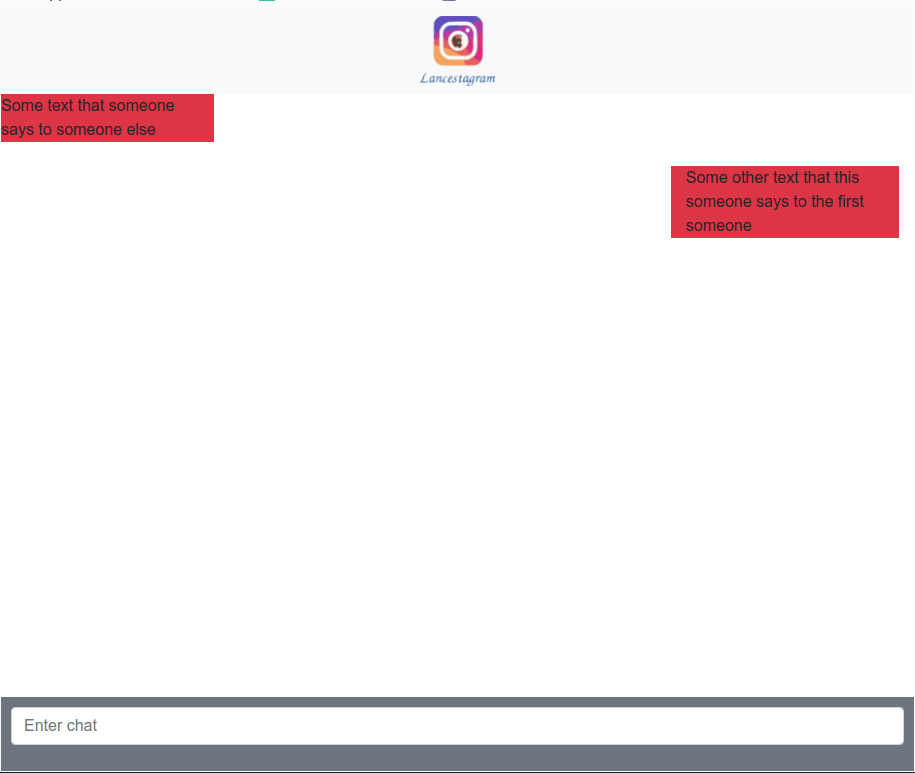 Lancestagram
Some text that someone
says to someone else
Some other text that this
someone says to the first
someone
Enter chat